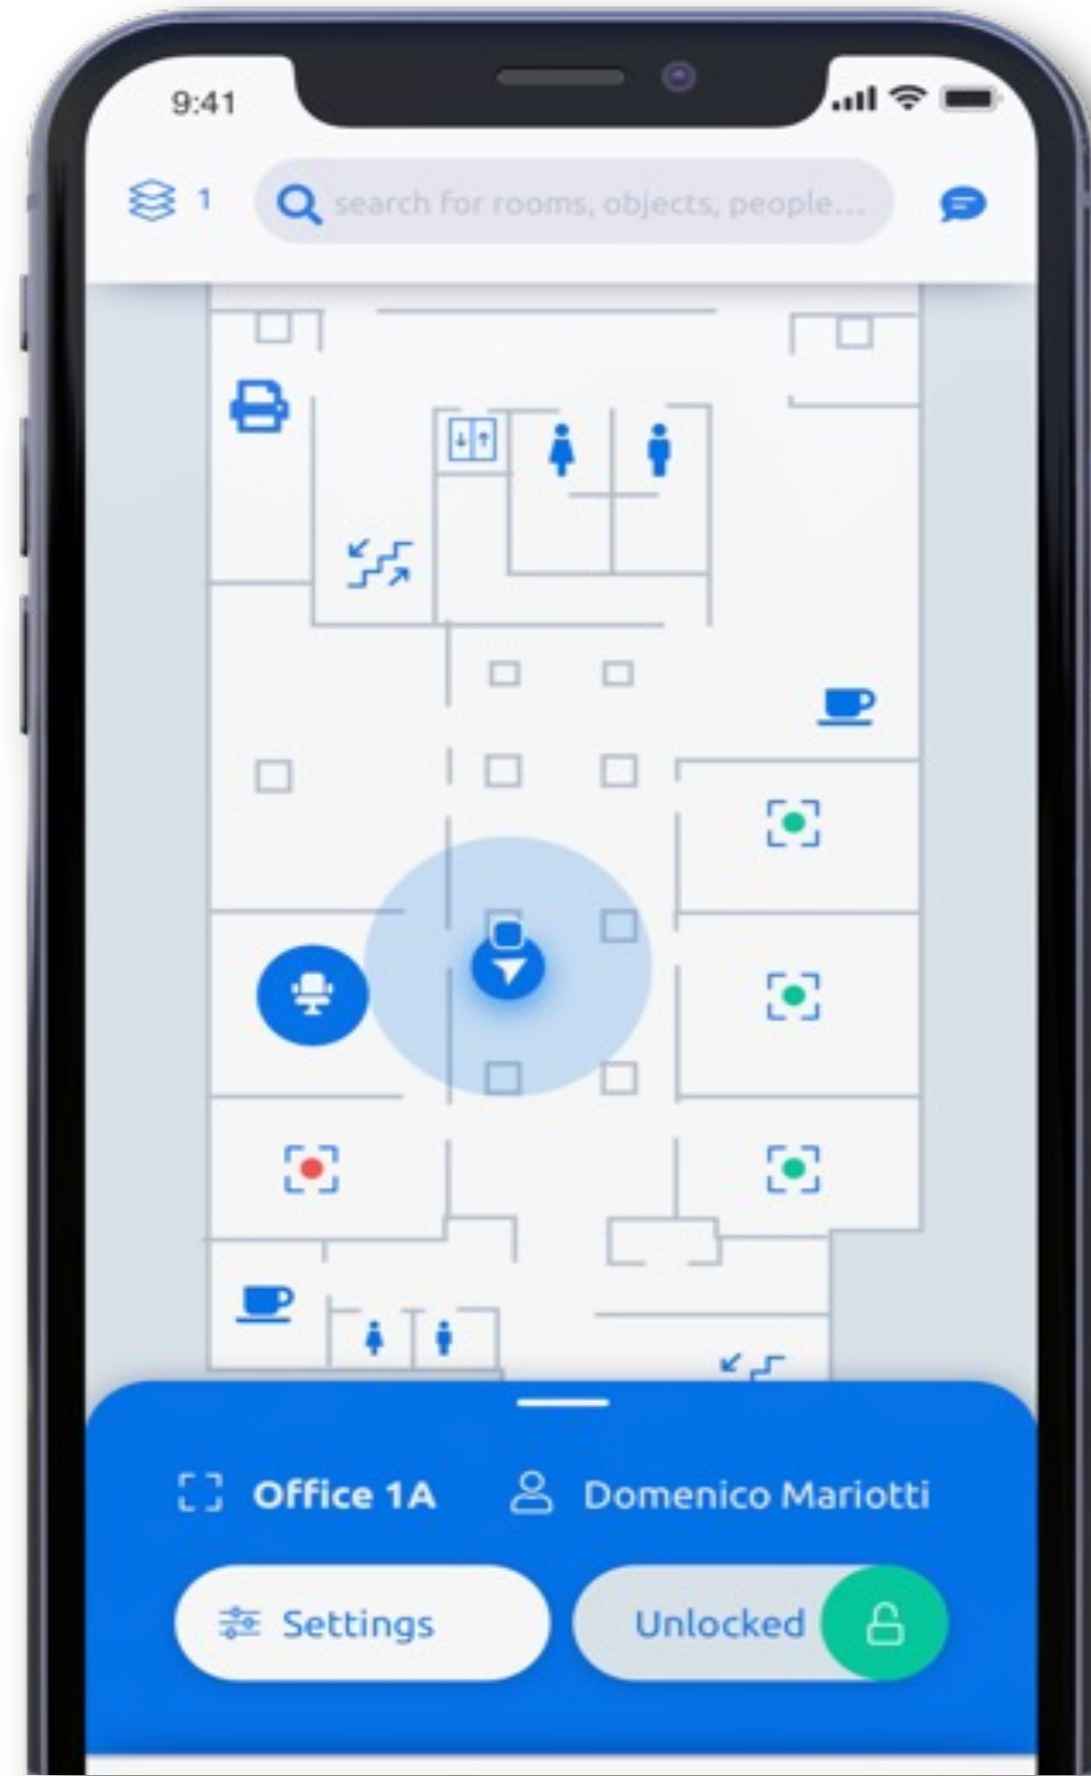 9:41
1
search for rooms, objects, people...
Office 1A
Domenico Mariotti
Settings
Unlocked